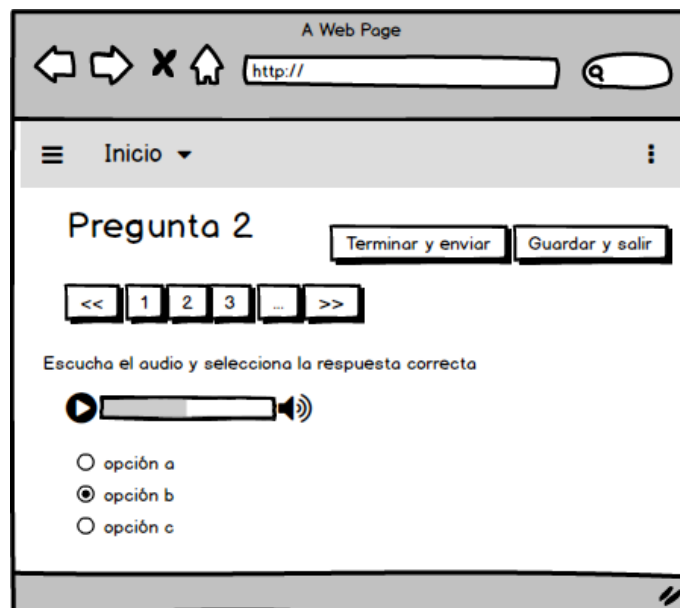 A Web Page
http://
Inicio
Pregunta 2
Terminar y enviar
Guardar y salir
<< 1 2 3 ... >>
Escucha el audio y selecciona la respuesta correcta
opción a
opción b
opción c